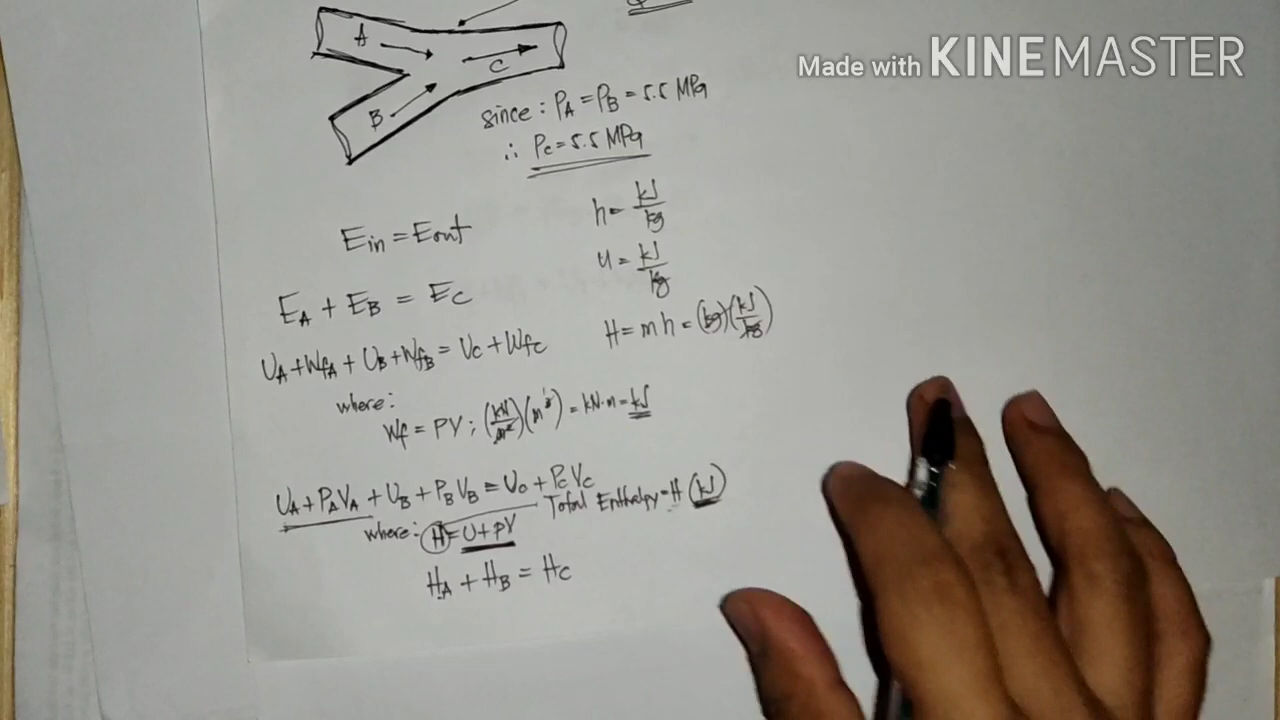 Made with KINEMASTER
A
C
B
since: PA = PB = 5.5 MPa
∴ PC = 5.5 MPa
h = kJ/kg
Ein = Eout
u = kJ/kg
EA + EB = EC
H = mh = (kg)(kJ/kg)
UA + WfA + UB + WfB = UC + WfC
where:
Wf = PV ; (kN/m²)(m³) = kN·m = kJ
UA + PAVA + UB + PBVB = UC + PCVC
Total Enthalpy = H (kJ)
where: H = U + PV
HA + HB = HC